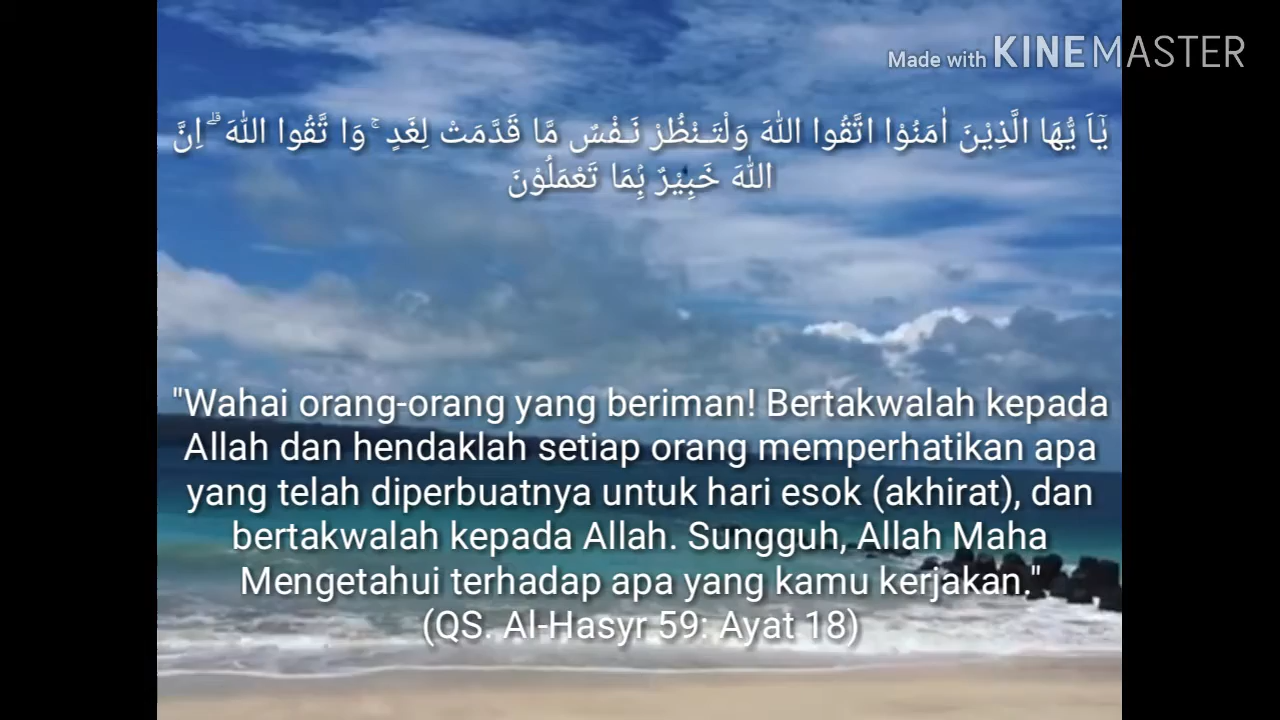 Made with KINEMASTER
يٰۤاَ يُّهَا الَّذِيْنَ اٰمَنُوْا اتَّقُوا اللّٰهَ وَلْتَـنْظُرْ نَـفْسٌ مَّا قَدَّمَتْ لِغَدٍ ۚ وَا تَّقُوا اللّٰهَ ۗ اِنَّ
اللّٰهَ خَبِيْرٌ بِۢمَا تَعْمَلُوْنَ
"Wahai orang-orang yang beriman! Bertakwalah kepada
Allah dan hendaklah setiap orang memperhatikan apa
yang telah diperbuatnya untuk hari esok (akhirat), dan
bertakwalah kepada Allah. Sungguh, Allah Maha
Mengetahui terhadap apa yang kamu kerjakan."
(QS. Al-Hasyr 59: Ayat 18)